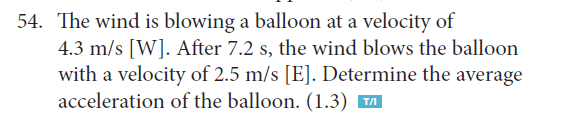 54. The wind is blowing a balloon at a velocity of
4.3 m/s [W]. After 7.2 s, the wind blows the balloon
with a velocity of 2.5 m/s [E]. Determine the average
acceleration of the balloon. (1.3) T/I